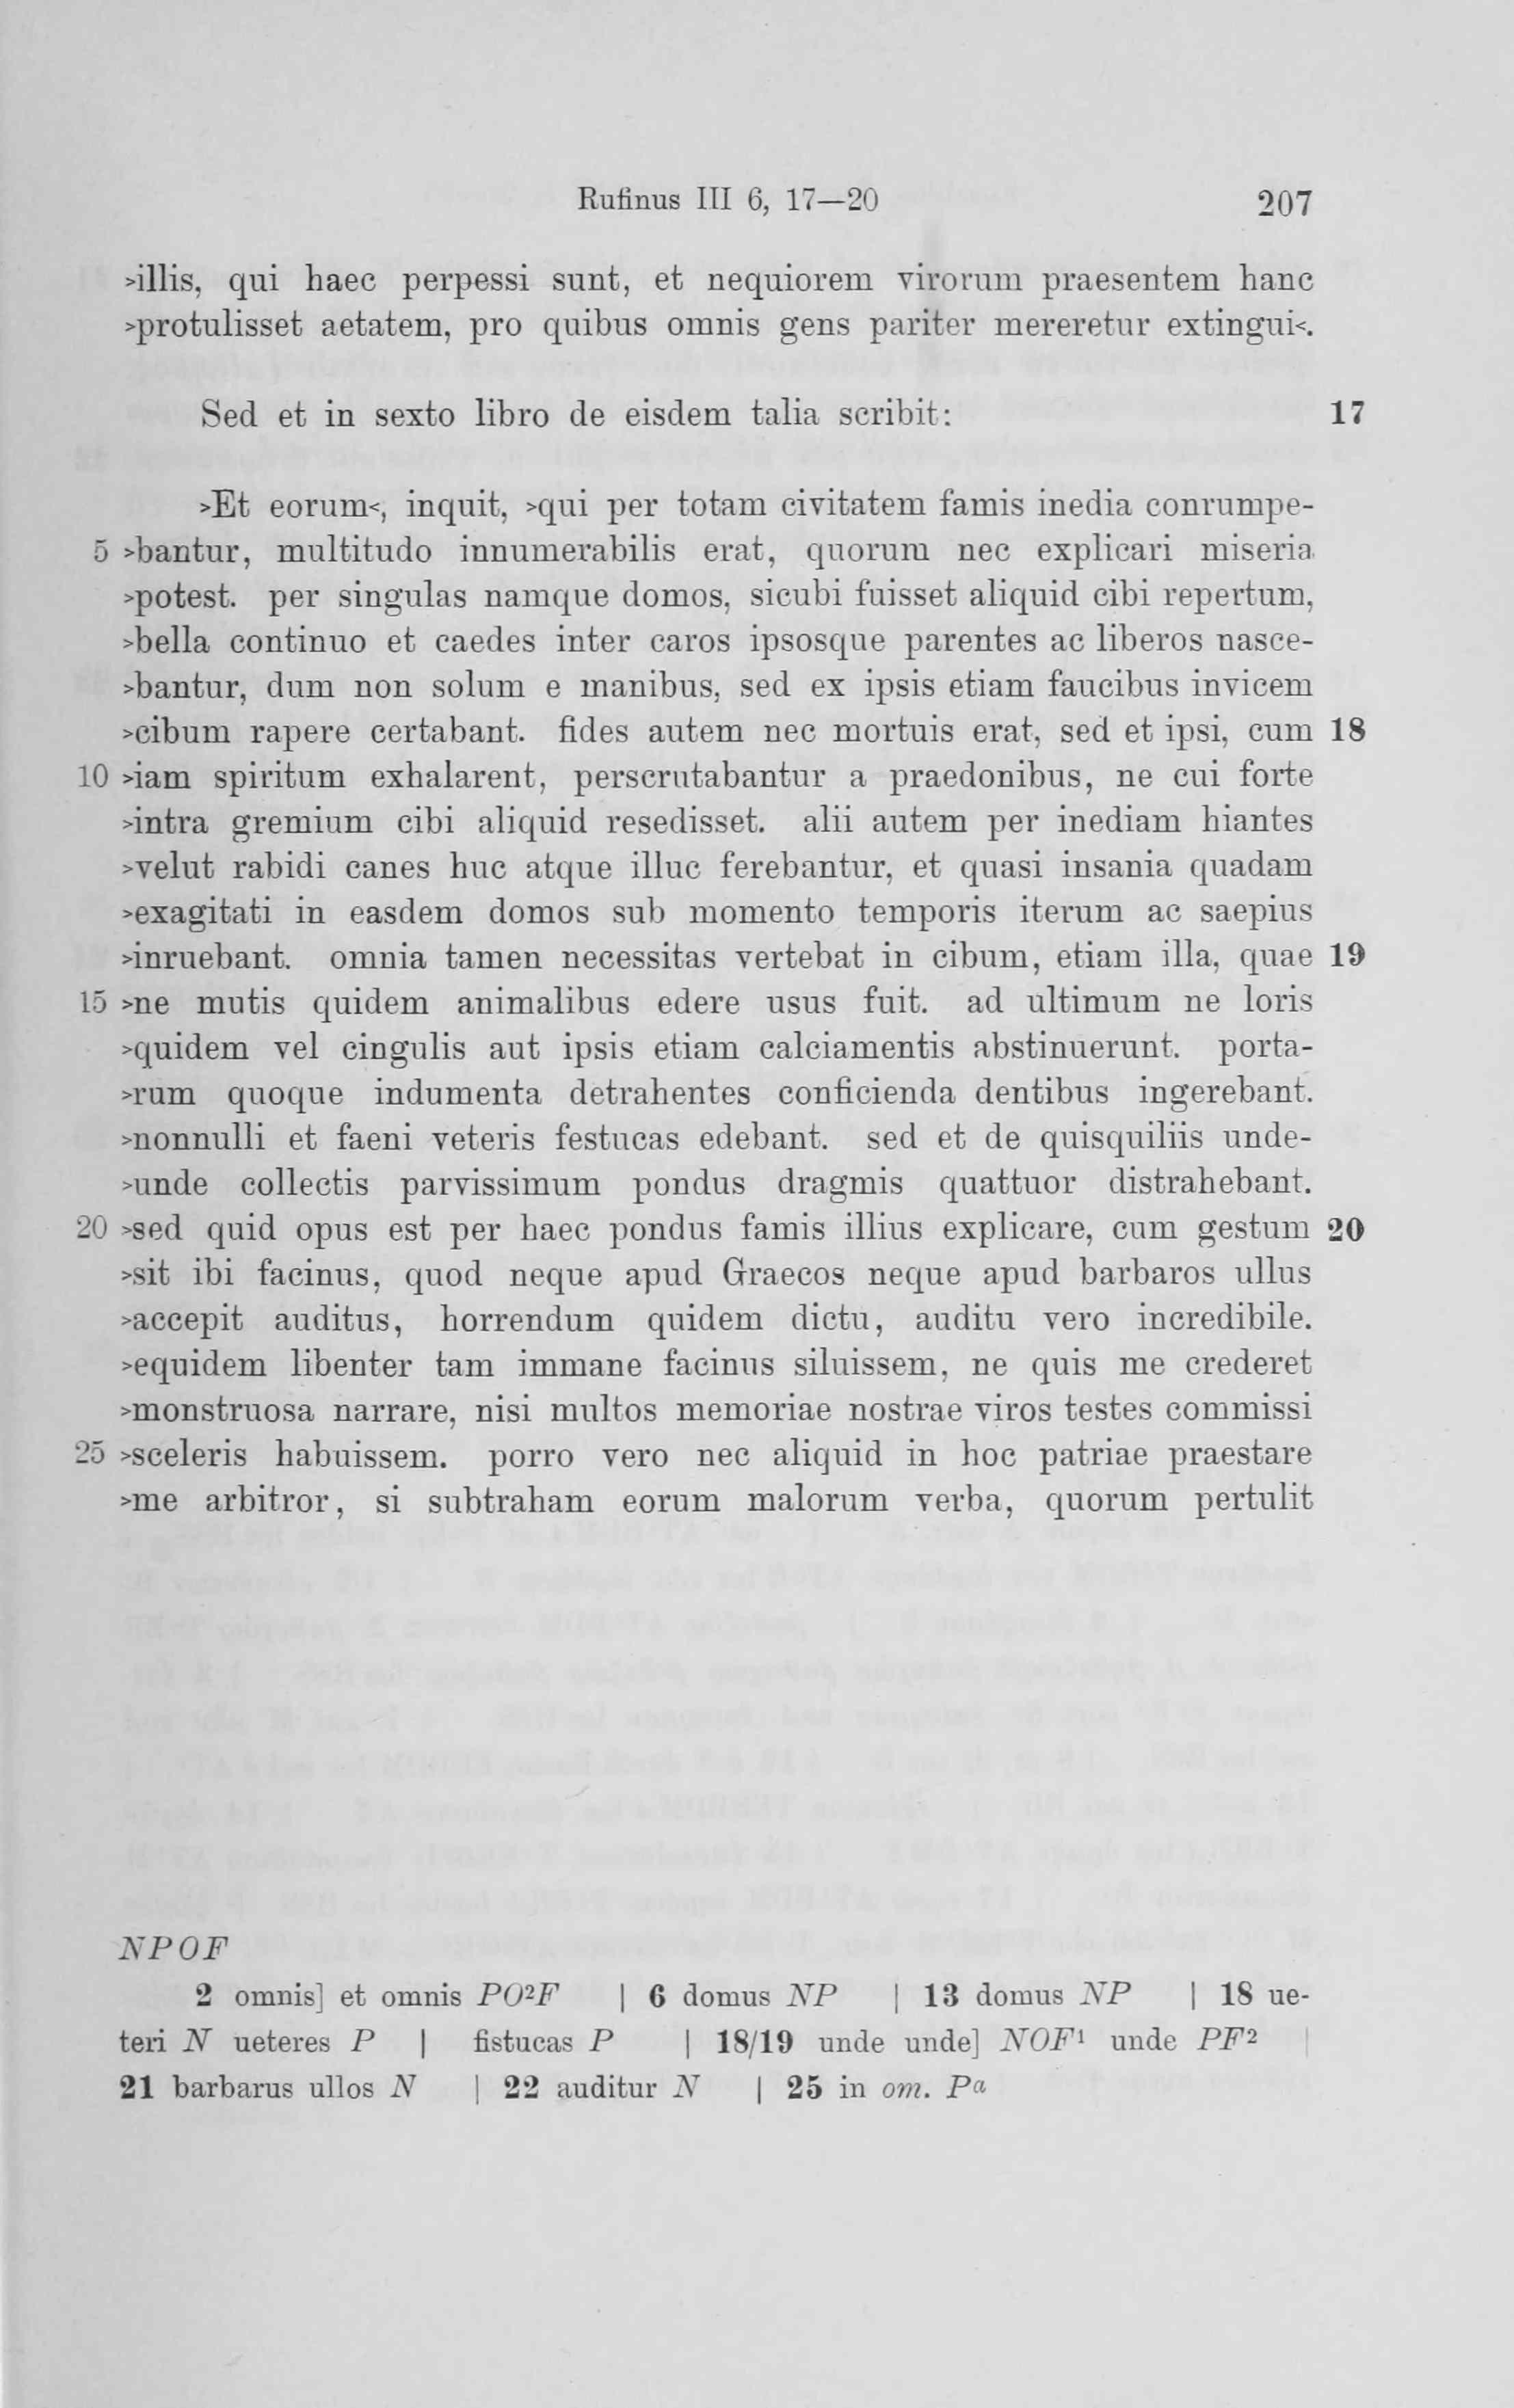 Rufinus III 6, 17—20 207
>illis, qui haec perpessi sunt, et nequiorem virorum praesentem hanc
>protulisset aetatem, pro quibus omnis gens pariter mereretur extingui<.
Sed et in sexto libro de eisdem talia scribit: 17
>Et eorum<, inquit, >qui per totam civitatem famis inedia conrumpe-
5 >bantur, multitudo innumerabilis erat, quorum nec explicari miseria
>potest. per singulas namque domos, sicubi fuisset aliquid cibi repertum,
>bella continuo et caedes inter caros ipsosque parentes ac liberos nasce-
>bantur, dum non solum e manibus, sed ex ipsis etiam faucibus invicem
>cibum rapere certabant. fides autem nec mortuis erat, sed et ipsi, cum 18
10 >iam spiritum exhalarent, perscrutabantur a praedonibus, ne cui forte
>intra gremium cibi aliquid resedisset. alii autem per inediam hiantes
>velut rabidi canes huc atque illuc ferebantur, et quasi insania quadam
>exagitati in easdem domos sub momento temporis iterum ac saepius
>inruebant. omnia tamen necessitas vertebat in cibum, etiam illa, quae 19
15 >ne mutis quidem animalibus edere usus fuit. ad ultimum ne loris
>quidem vel cingulis aut ipsis etiam calciamentis abstinuerunt. porta-
>rum quoque indumenta detrahentes conficienda dentibus ingerebant.
>nonnulli et faeni veteris festucas edebant. sed et de quisquiliis unde-
>unde collectis parvissimum pondus dragmis quattuor distrahebant.
20 >sed quid opus est per haec pondus famis illius explicare, cum gestum 20
>sit ibi facinus, quod neque apud Graecos neque apud barbaros ullus
>accepit auditus, horrendum quidem dictu, auditu vero incredibile.
>equidem libenter tam immane facinus siluissem, ne quis me crederet
>monstruosa narrare, nisi multos memoriae nostrae viros testes commissi
25 >sceleris habuissem. porro vero nec aliquid in hoc patriae praestare
>me arbitror, si subtraham eorum malorum verba, quorum pertulit
NPOF
2 omnis] et omnis PO²F | 6 domus NP | 13 domus NP | 18 ue-
teri N ueteres P | fistucas P | 18/19 unde unde] NOF¹ unde PF² |
21 barbarus ullos N | 22 auditur N | 25 in om. Pᵃ